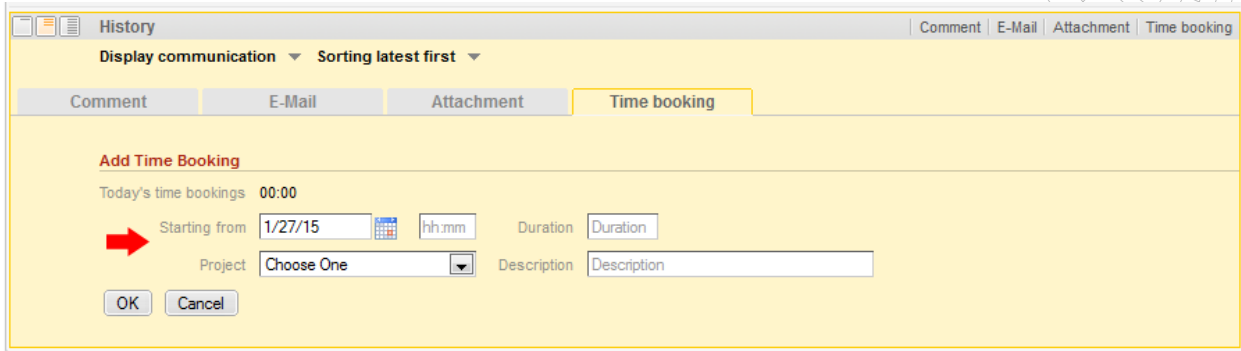 History Comment E-Mail Attachment Time booking
Display communication Sorting latest first
Comment E-Mail Attachment Time booking
Add Time Booking
Today's time bookings 00:00
Starting from 1/27/15 hh:mm Duration Duration
Project Choose One Description Description
OK Cancel